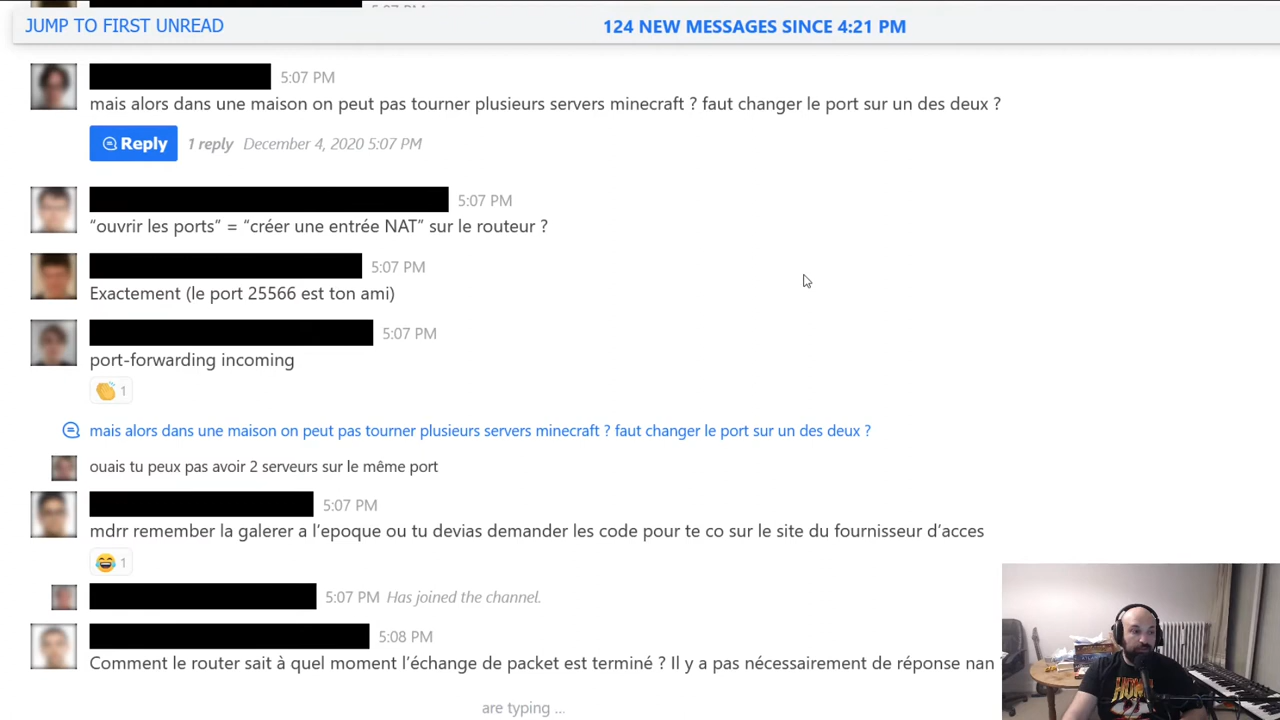 JUMP TO FIRST UNREAD
124 NEW MESSAGES SINCE 4:21 PM
5:07 PM
mais alors dans une maison on peut pas tourner plusieurs servers minecraft ? faut changer le port sur un des deux ?
Reply 1 reply December 4, 2020 5:07 PM
5:07 PM
“ouvrir les ports” = “créer une entrée NAT” sur le routeur ?
5:07 PM
Exactement (le port 25566 est ton ami)
5:07 PM
port-forwarding incoming
1
mais alors dans une maison on peut pas tourner plusieurs servers minecraft ? faut changer le port sur un des deux ?
ouais tu peux pas avoir 2 serveurs sur le même port
5:07 PM
mdrr remember la galerer a l’epoque ou tu devias demander les code pour te co sur le site du fournisseur d’acces
1
5:07 PM Has joined the channel.
5:08 PM
Comment le router sait à quel moment l’échange de packet est terminé ? Il y a pas nécessairement de réponse nan
are typing ...